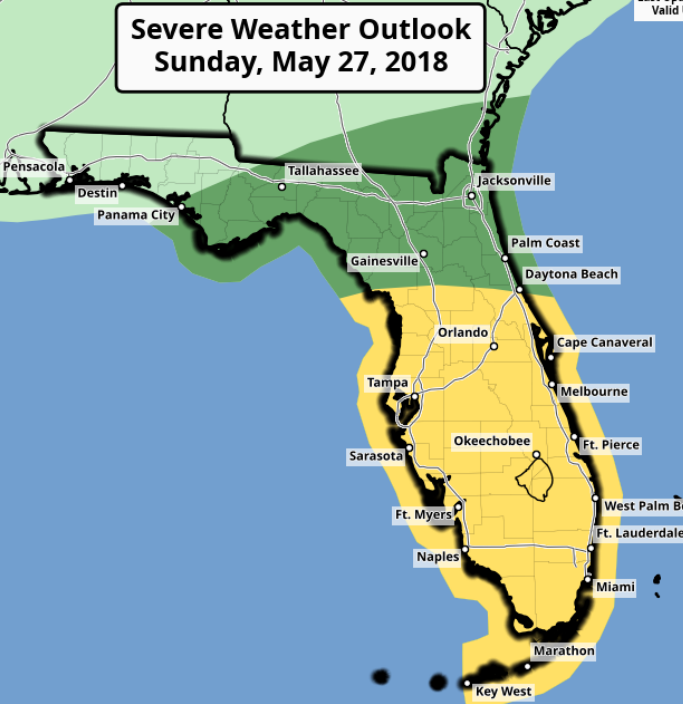 Valid
Severe Weather Outlook
Sunday, May 27, 2018
Pensacola
Tallahassee
Destin
Jacksonville
Panama City
Palm Coast
Gainesville
Daytona Beach
Orlando
Cape Canaveral
Tampa
Melbourne
Okeechobee
Ft. Pierce
Sarasota
West Palm
Ft. Myers
Ft. Lauderdale
Naples
Miami
Marathon
Key West